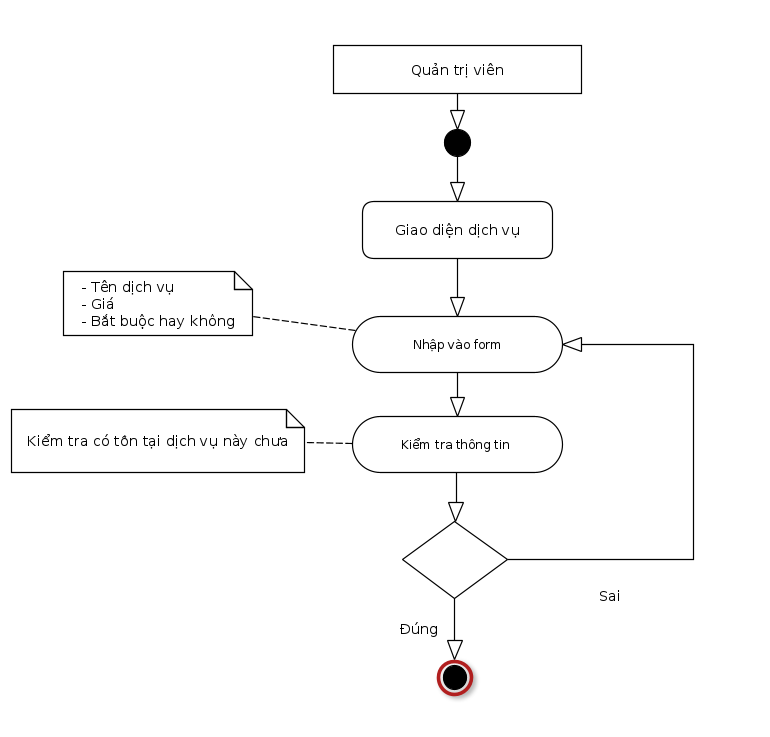 Quản trị viên
Giao diện dịch vụ
- Tên dịch vụ
- Giá
- Bắt buộc hay không
Nhập vào form
Kiểm tra có tồn tại dịch vụ này chưa
Kiểm tra thông tin
Sai
Đúng